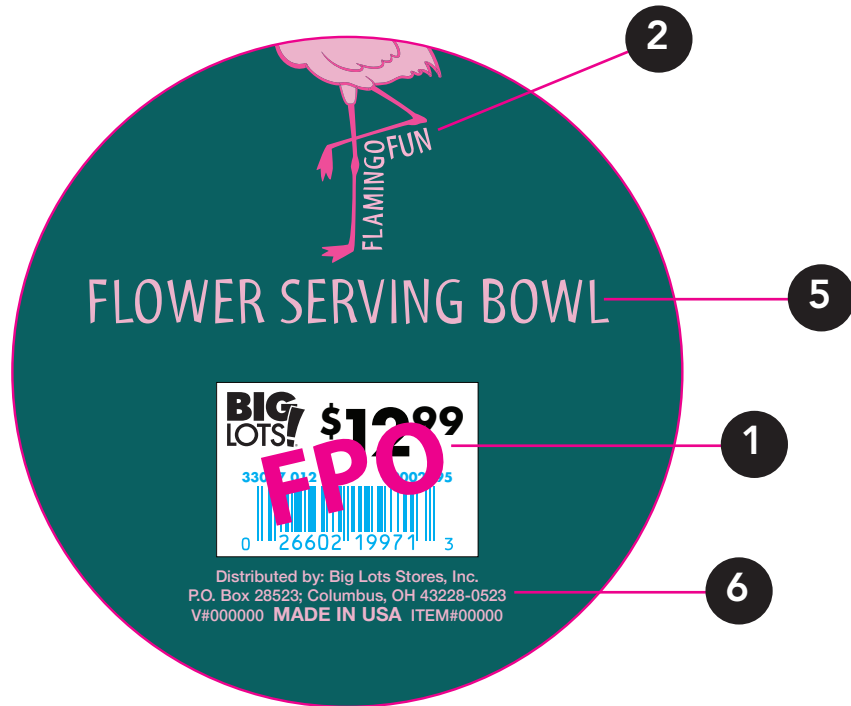 2
FLAMINGO FUN
FLOWER SERVING BOWL
5
BIG LOTS!
$12.99
FPO
1
0 26602 19971 3
Distributed by: Big Lots Stores, Inc.
P.O. Box 28523; Columbus, OH 43228-0523
6
V#000000 MADE IN USA ITEM#00000